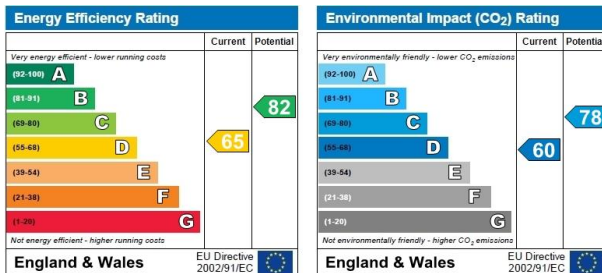 Energy Efficiency Rating
Current Potential
Very energy efficient - lower running costs
(92-100) A
(81-91) B
(69-80) C
(55-68) D
(39-54) E
(21-38) F
(1-20) G
65
82
Not energy efficient - higher running costs
England & Wales
EU Directive
2002/91/EC
Environmental Impact (CO₂) Rating
Current Potential
Very environmentally friendly - lower CO₂ emissions
(92-100) A
(81-91) B
(69-80) C
(55-68) D
(39-54) E
(21-38) F
(1-20) G
60
78
Not environmentally friendly - higher CO₂ emissions
England & Wales
EU Directive
2002/91/EC